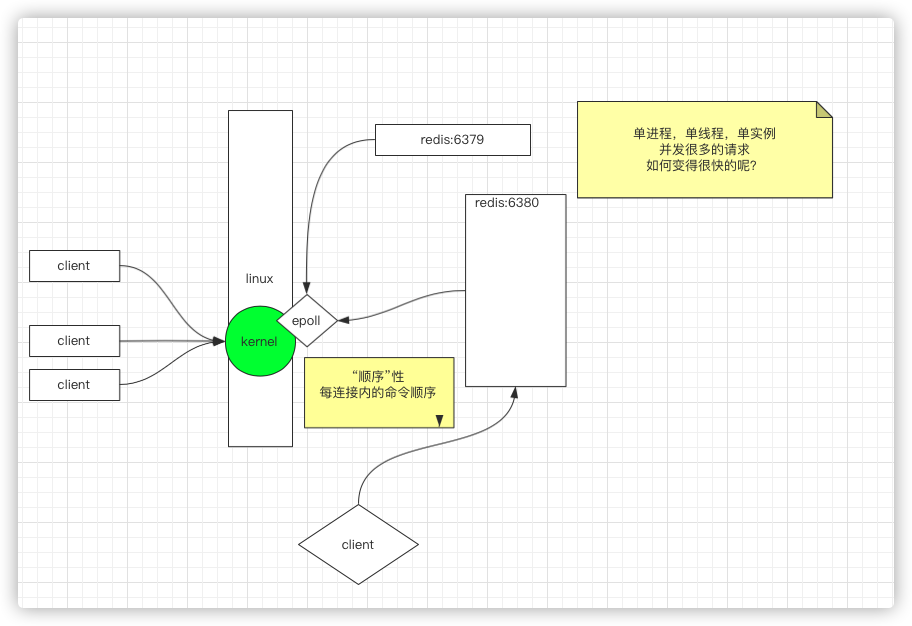 redis:6379
单进程，单线程，单实例
并发很多的请求
如何变得很快的呢？
redis:6380
client
linux
epoll
client
kernel
client
“顺序”性
每连接内的命令顺序
client